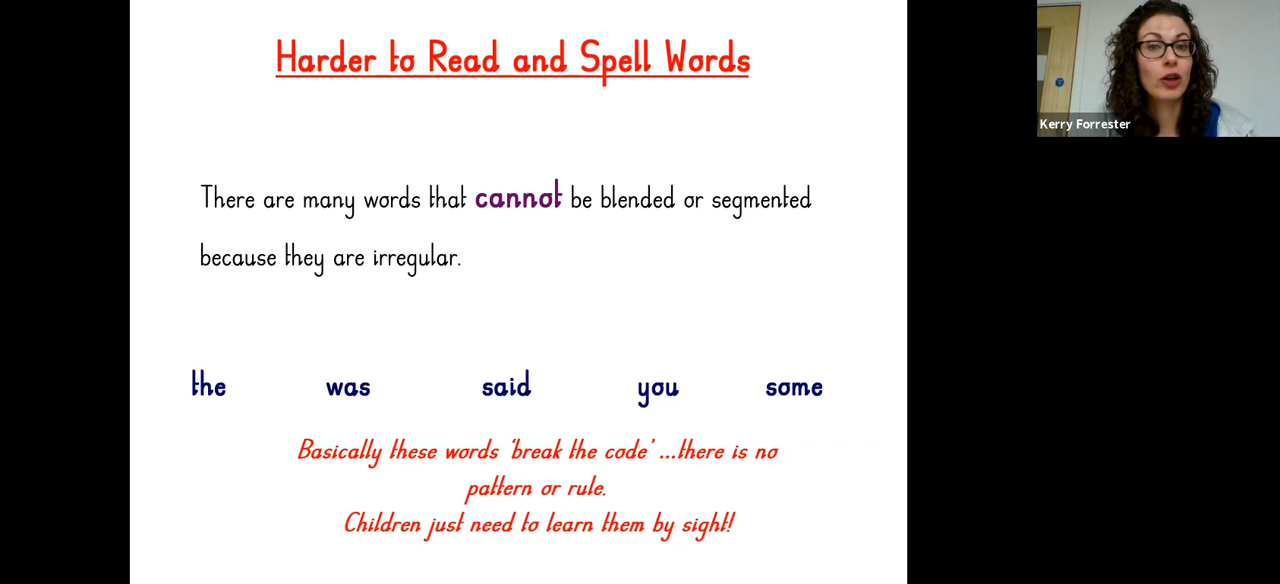 Harder to Read and Spell Words
Kerry Forrester
There are many words that cannot be blended or segmented
because they are irregular.
the was said you some
Basically these words 'break the code' ...there is no
pattern or rule.
Children just need to learn them by sight!